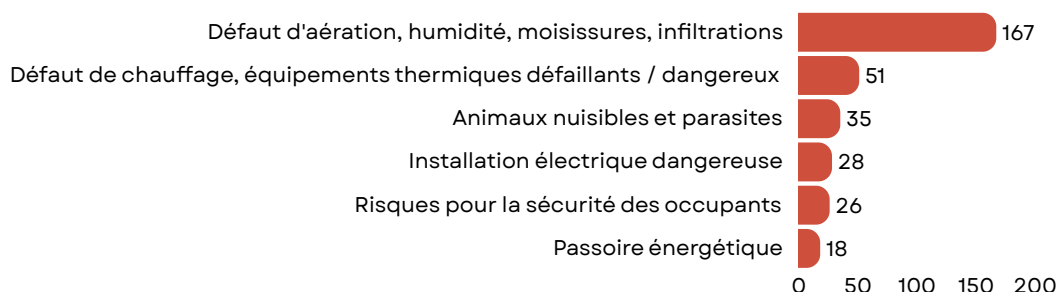 Défaut d'aération, humidité, moisissures, infiltrations 167
Défaut de chauffage, équipements thermiques défaillants / dangereux 51
Animaux nuisibles et parasites 35
Installation électrique dangereuse 28
Risques pour la sécurité des occupants 26
Passoire énergétique 18
0 50 100 150 200